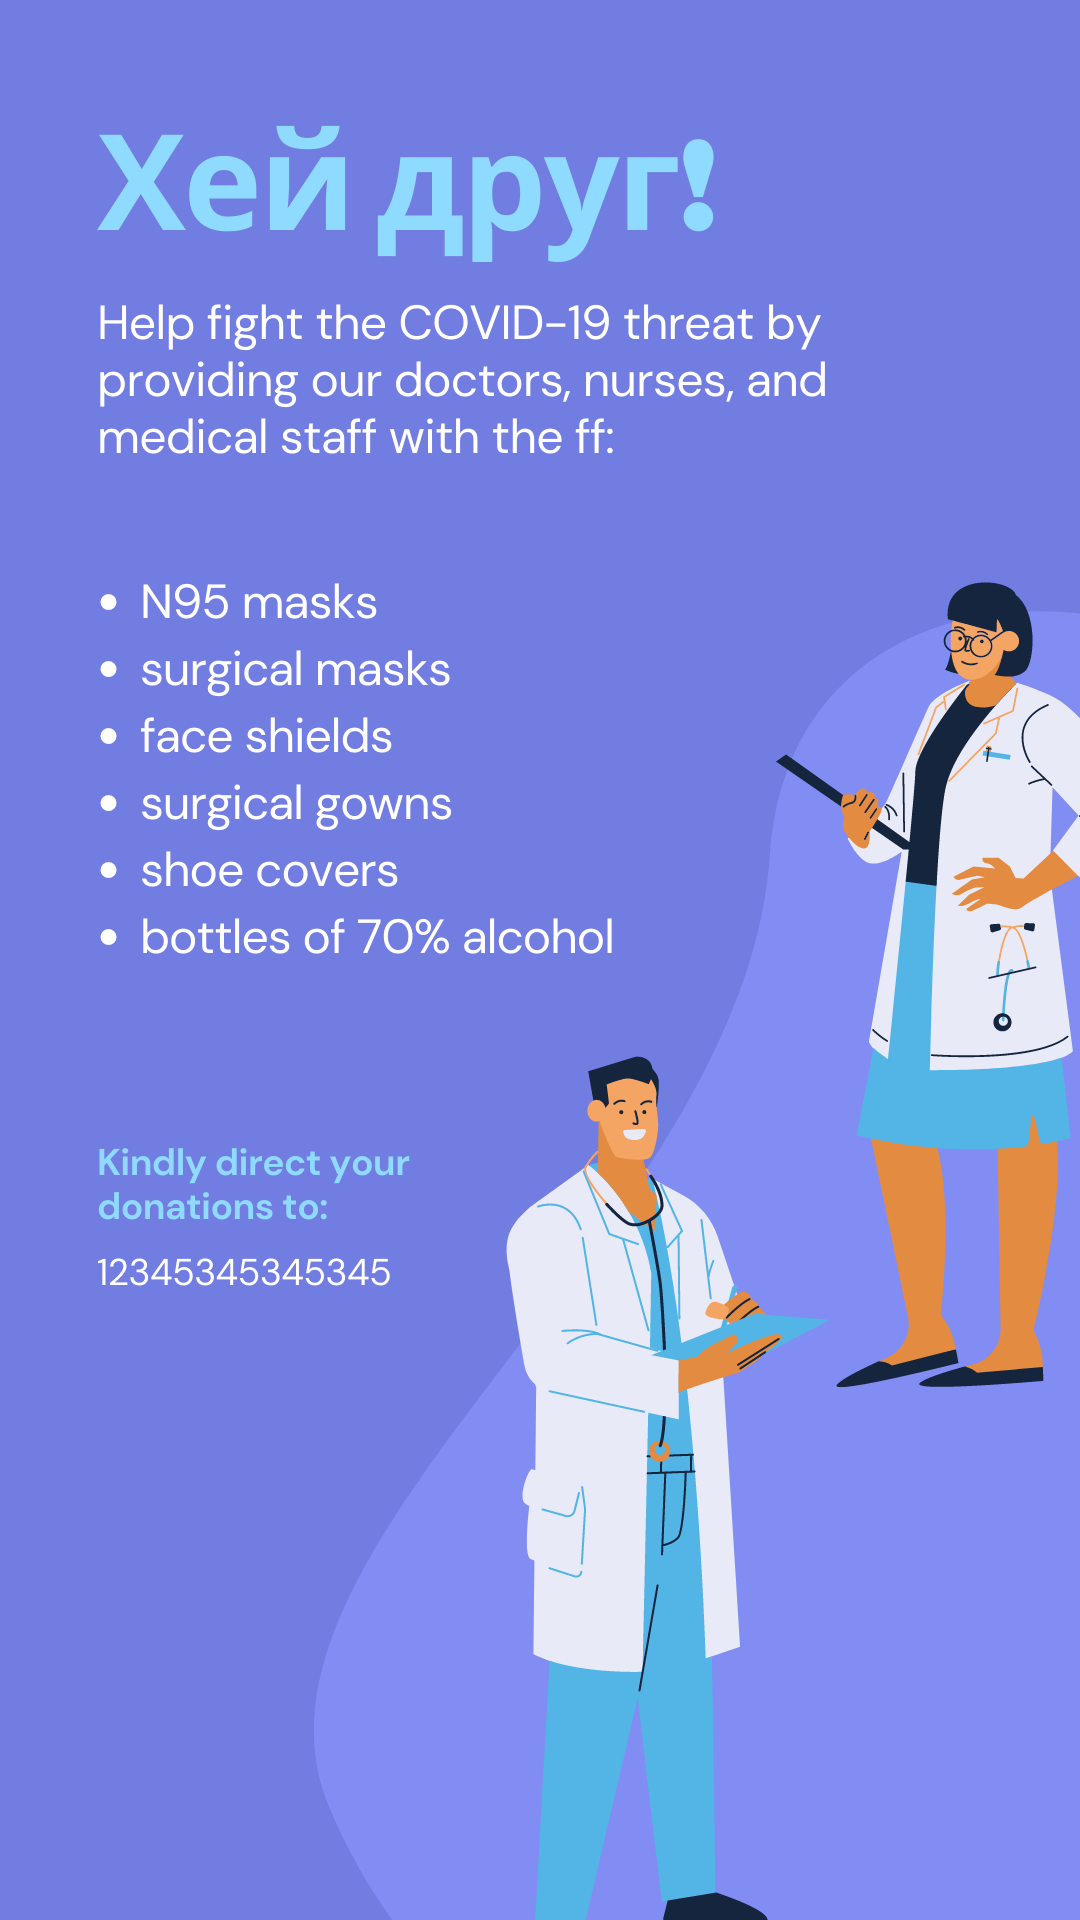 Хей друг!
Help fight the COVID-19 threat by
providing our doctors, nurses, and
medical staff with the ff:
• N95 masks
• surgical masks
• face shields
• surgical gowns
• shoe covers
• bottles of 70% alcohol
Kindly direct your
donations to:
12345345345345